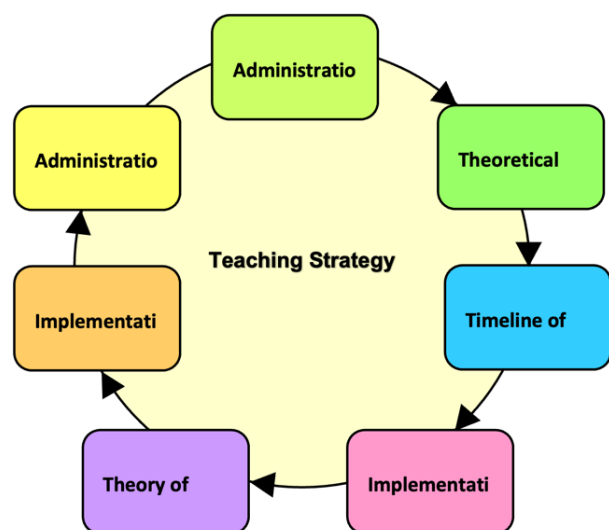 Administratio
Theoretical
Timeline of
Implementati
Theory of
Implementati
Administratio
Teaching Strategy